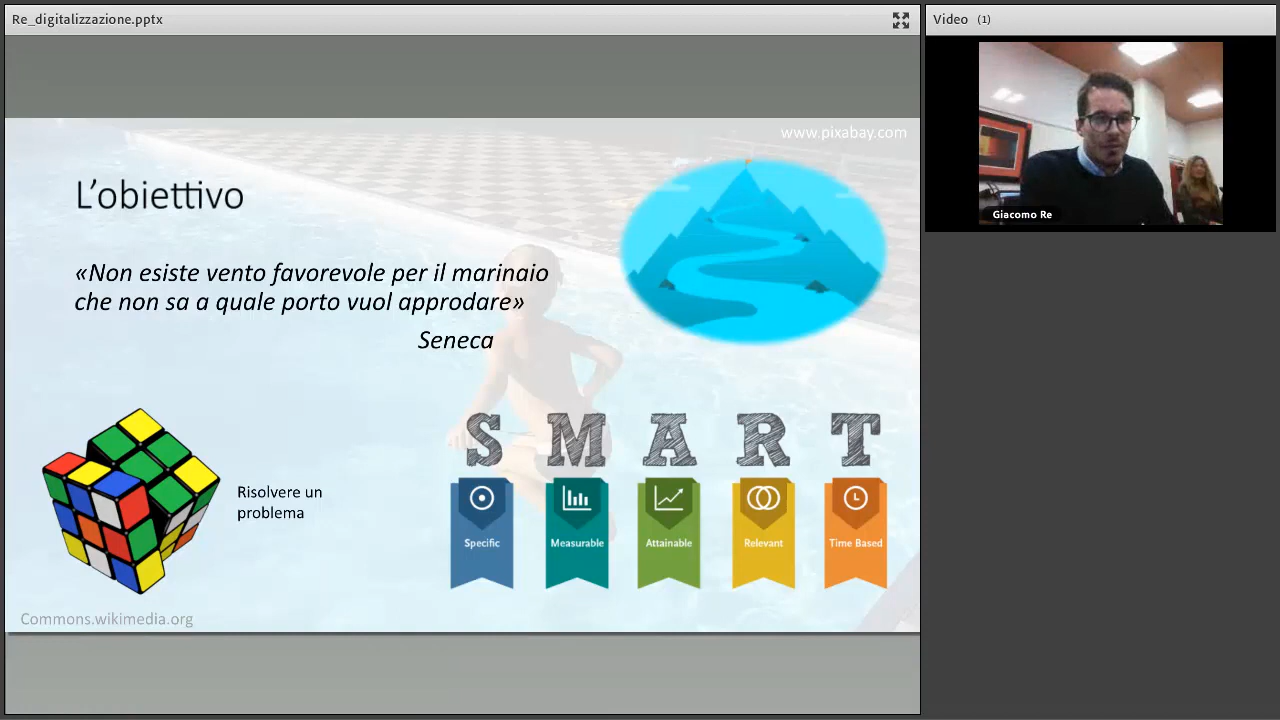 Re_digitalizzazione.pptx
Video (1)
www.pixabay.com
L'obiettivo
«Non esiste vento favorevole per il marinaio
che non sa a quale porto vuol approdare»
Seneca
Giacomo Re
S M A R T
Specific Measurable Attainable Relevant Time Based
Risolvere un
problema
Commons.wikimedia.org